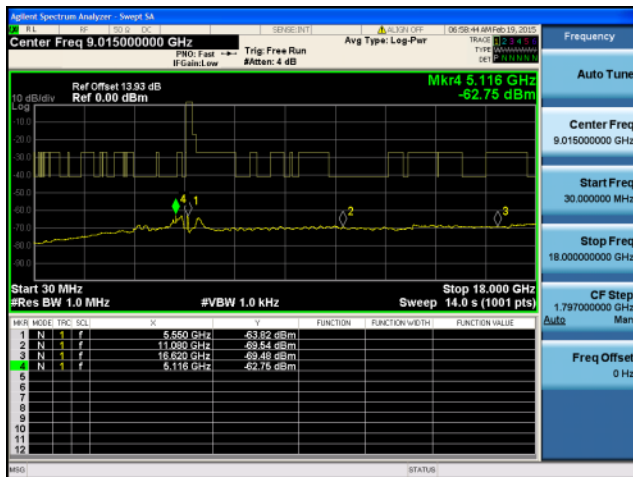 Agilent Spectrum Analyzer - Swept SA
RL RF 50 Ω DC SENSE:INT ALIGN OFF 06:58:44 AM Feb 19, 2015
Center Freq 9.015000000 GHz
PNO: Fast
IFGain:Low
Trig: Free Run
#Atten: 4 dB
Avg Type: Log-Pwr
TRACE 1 2 3 4 5 6
TYPE
DET P N N N N N
Frequency
Mkr4 5.116 GHz
-62.75 dBm
Ref Offset 13.93 dB
Ref 0.00 dBm
10 dB/div
Log
-10.0
-20.0
-30.0
-40.0
-50.0
-60.0
-70.0
-80.0
-90.0
4 1 2 3
Start 30 MHz
Stop 18.000 GHz
#Res BW 1.0 MHz
#VBW 1.0 kHz
Sweep 14.0 s (1001 pts)
MKR MODE TRC SCL X Y FUNCTION FUNCTION WIDTH FUNCTION VALUE
1 N 1 f 5.550 GHz -63.82 dBm
2 N 1 f 11.080 GHz -69.54 dBm
3 N 1 f 16.620 GHz -69.48 dBm
4 N 1 f 5.116 GHz -62.75 dBm
5
6
7
8
9
10
11
12
MSG
STATUS
Auto Tune
Center Freq
9.015000000 GHz
Start Freq
30.000000 MHz
Stop Freq
18.000000000 GHz
CF Step
1.797000000 GHz
Auto Man
Freq Offset
0 Hz